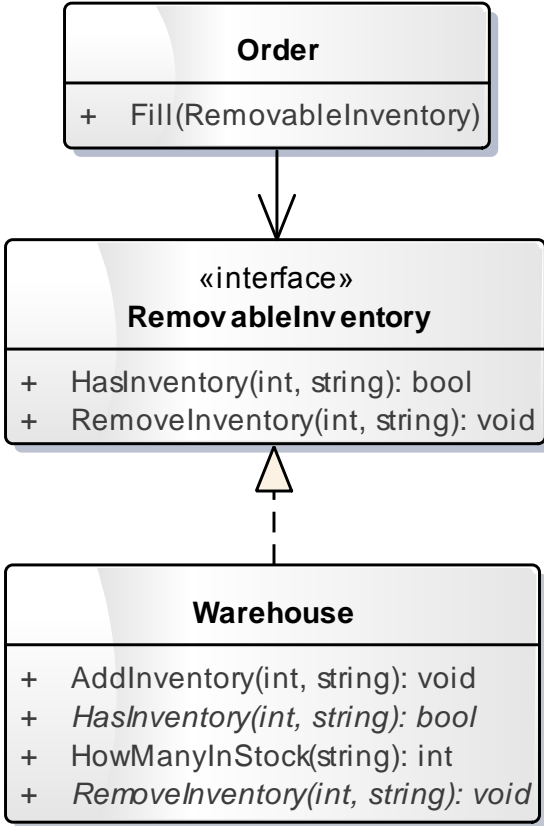 Order
+ Fill(RemovableInventory)
«interface»
RemovableInventory
+ HasInventory(int, string): bool
+ RemoveInventory(int, string): void
Warehouse
+ AddInventory(int, string): void
+ HasInventory(int, string): bool
+ HowManyInStock(string): int
+ RemoveInventory(int, string): void